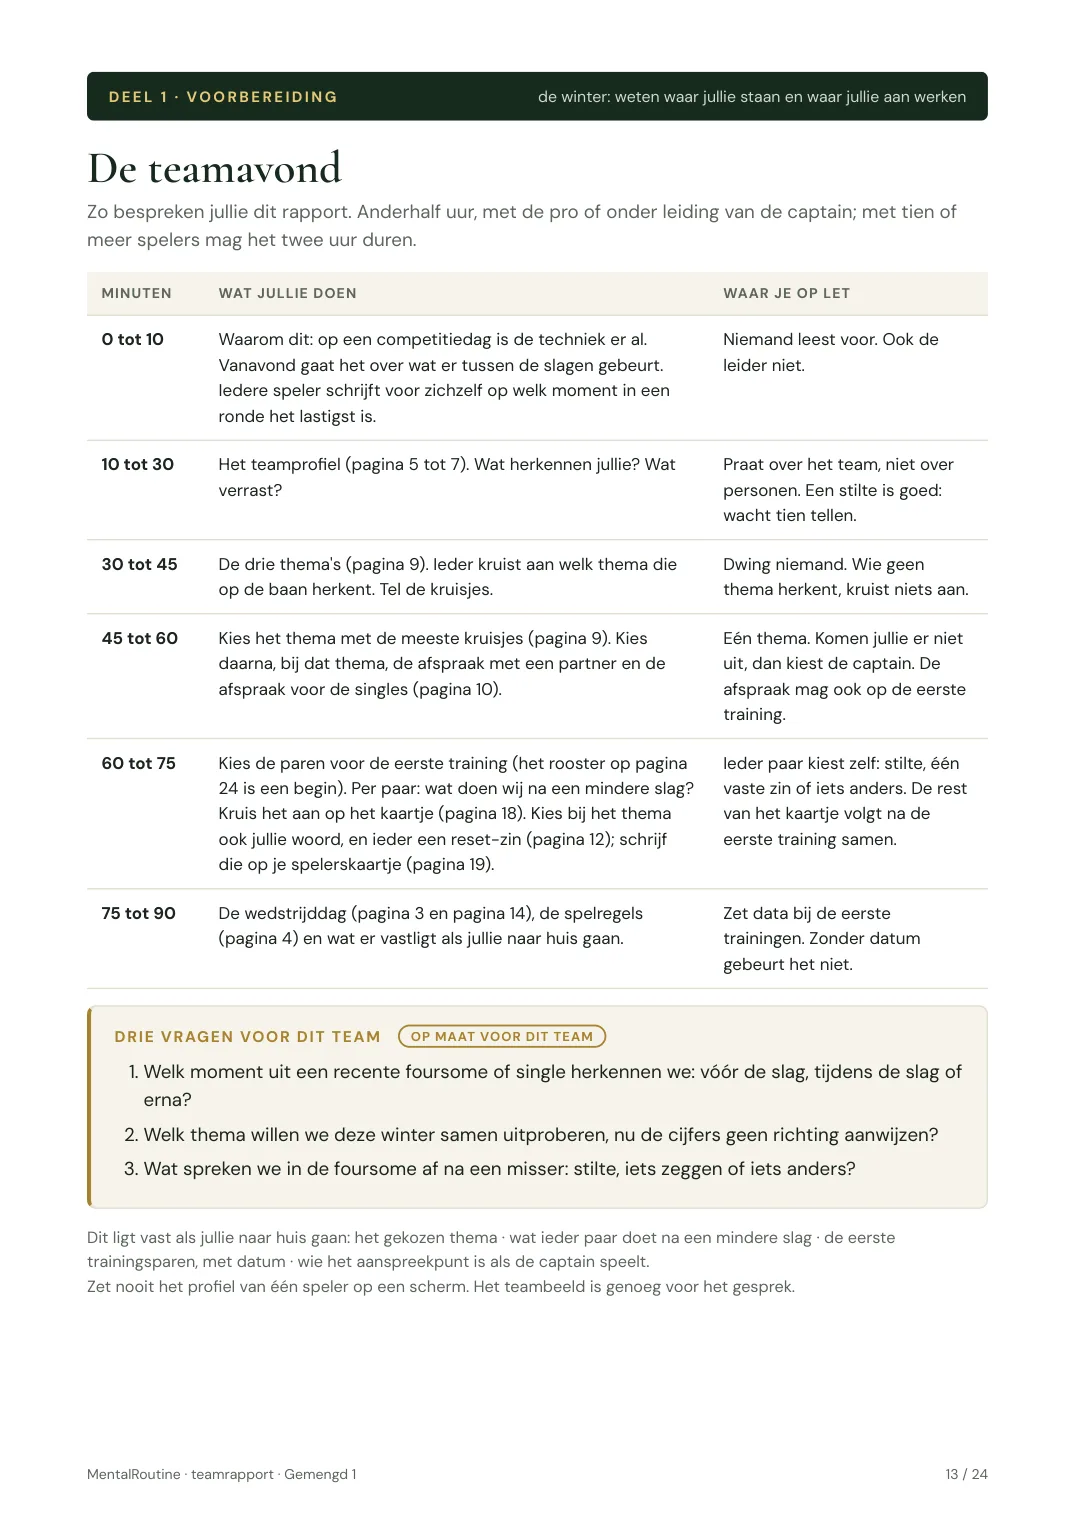 DEEL 1 · VOORBEREIDING
de winter: weten waar jullie staan en waar jullie aan werken
De teamavond
Zo bespreken jullie dit rapport. Anderhalf uur, met de pro of onder leiding van de captain; met tien of
meer spelers mag het twee uur duren.
MINUTEN WAT JULLIE DOEN WAAR JE OP LET
0 tot 10
Waarom dit: op een competitiedag is de techniek er al.
Vanavond gaat het over wat er tussen de slagen gebeurt.
Iedere speler schrijft voor zichzelf op welk moment in een
ronde het lastigst is.
Niemand leest voor. Ook de
leider niet.
10 tot 30
Het teamprofiel (pagina 5 tot 7). Wat herkennen jullie? Wat
verrast?
Praat over het team, niet over
personen. Een stilte is goed:
wacht tien tellen.
30 tot 45
De drie thema's (pagina 9). Ieder kruist aan welk thema die
op de baan herkent. Tel de kruisjes.
Dwing niemand. Wie geen
thema herkent, kruist niets aan.
45 tot 60
Kies het thema met de meeste kruisjes (pagina 9). Kies
daarna, bij dat thema, de afspraak met een partner en de
afspraak voor de singles (pagina 10).
Eén thema. Komen jullie er niet
uit, dan kiest de captain. De
afspraak mag ook op de eerste
training.
60 tot 75
Kies de paren voor de eerste training (het rooster op pagina
24 is een begin). Per paar: wat doen wij na een mindere slag?
Kruis het aan op het kaartje (pagina 18). Kies bij het thema
ook jullie woord, en ieder een reset-zin (pagina 12); schrijf
die op je spelerskaartje (pagina 19).
Ieder paar kiest zelf: stilte, één
vaste zin of iets anders. De rest
van het kaartje volgt na de
eerste training samen.
75 tot 90
De wedstrijddag (pagina 3 en pagina 14), de spelregels
(pagina 4) en wat er vastligt als jullie naar huis gaan.
Zet data bij de eerste
trainingen. Zonder datum
gebeurt het niet.
DRIE VRAGEN VOOR DIT TEAM OP MAAT VOOR DIT TEAM
1. Welk moment uit een recente foursome of single herkennen we: vóór de slag, tijdens de slag of
erna?
2. Welk thema willen we deze winter samen uitproberen, nu de cijfers geen richting aanwijzen?
3. Wat spreken we in de foursome af na een misser: stilte, iets zeggen of iets anders?
Dit ligt vast als jullie naar huis gaan: het gekozen thema · wat ieder paar doet na een mindere slag · de eerste
trainingsparen, met datum · wie het aanspreekpunt is als de captain speelt.
Zet nooit het profiel van één speler op een scherm. Het teambeeld is genoeg voor het gesprek.
MentalRoutine · teamrapport · Gemengd 1
13 / 24